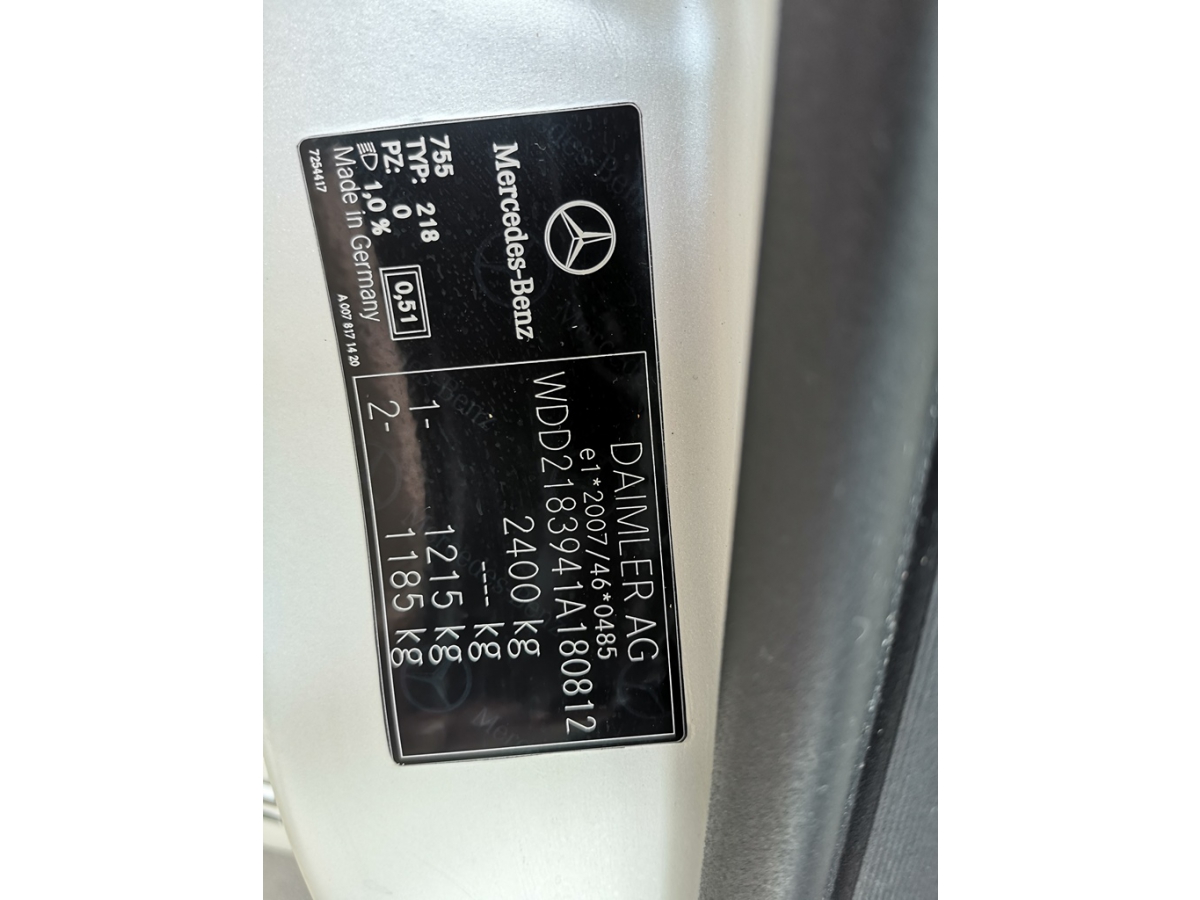 Mercedes-Benz
755
TYP: 218
PZ: 0
1,0 %
0,51
Made in Germany
7254417
A 007 817 14 20
DAIMLER AG
e1*2007/46*0485
WDD2183941A180812
2400 kg
---- kg
1- 1215 kg
2- 1185 kg